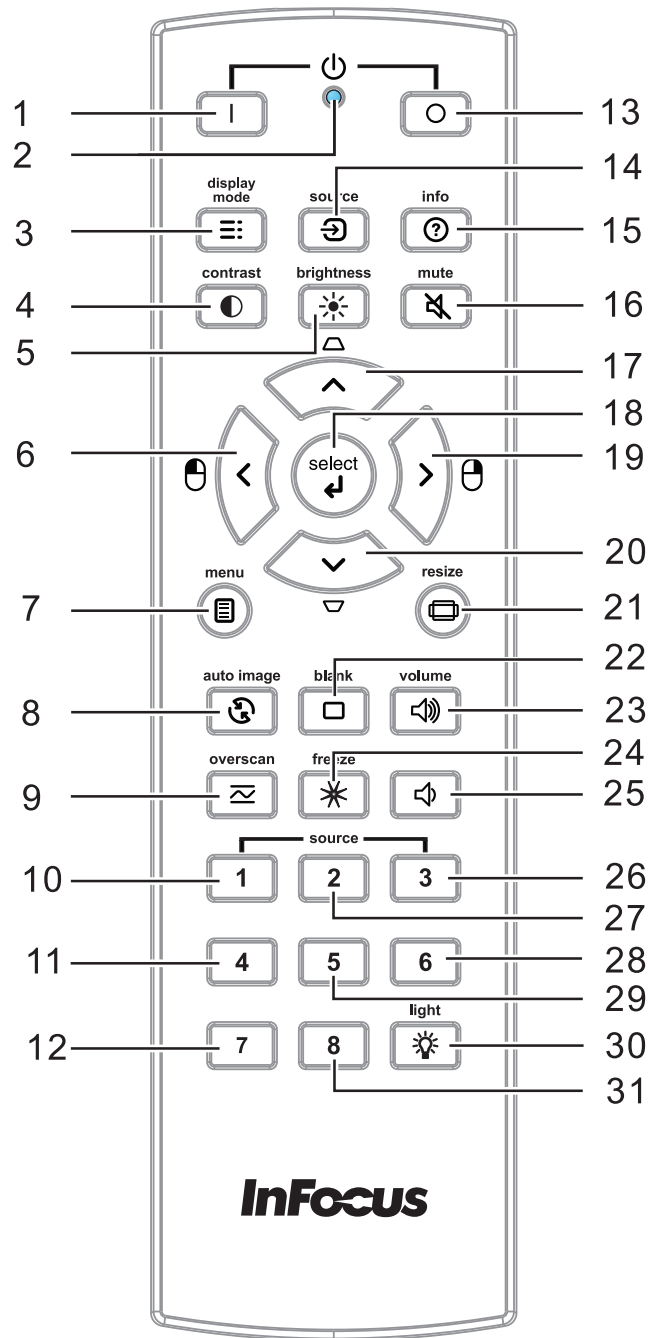 1
2
13
14
display mode
source
info
3
15
contrast
brightness
mute
4
16
5
17
18
6
select
19
20
menu
resize
7
21
22
auto image
blank
volume
8
23
24
overscan
freeze
9
25
source
1
2
3
10
26
27
4
5
6
11
28
29
light
7
8
12
30
31
InFocus